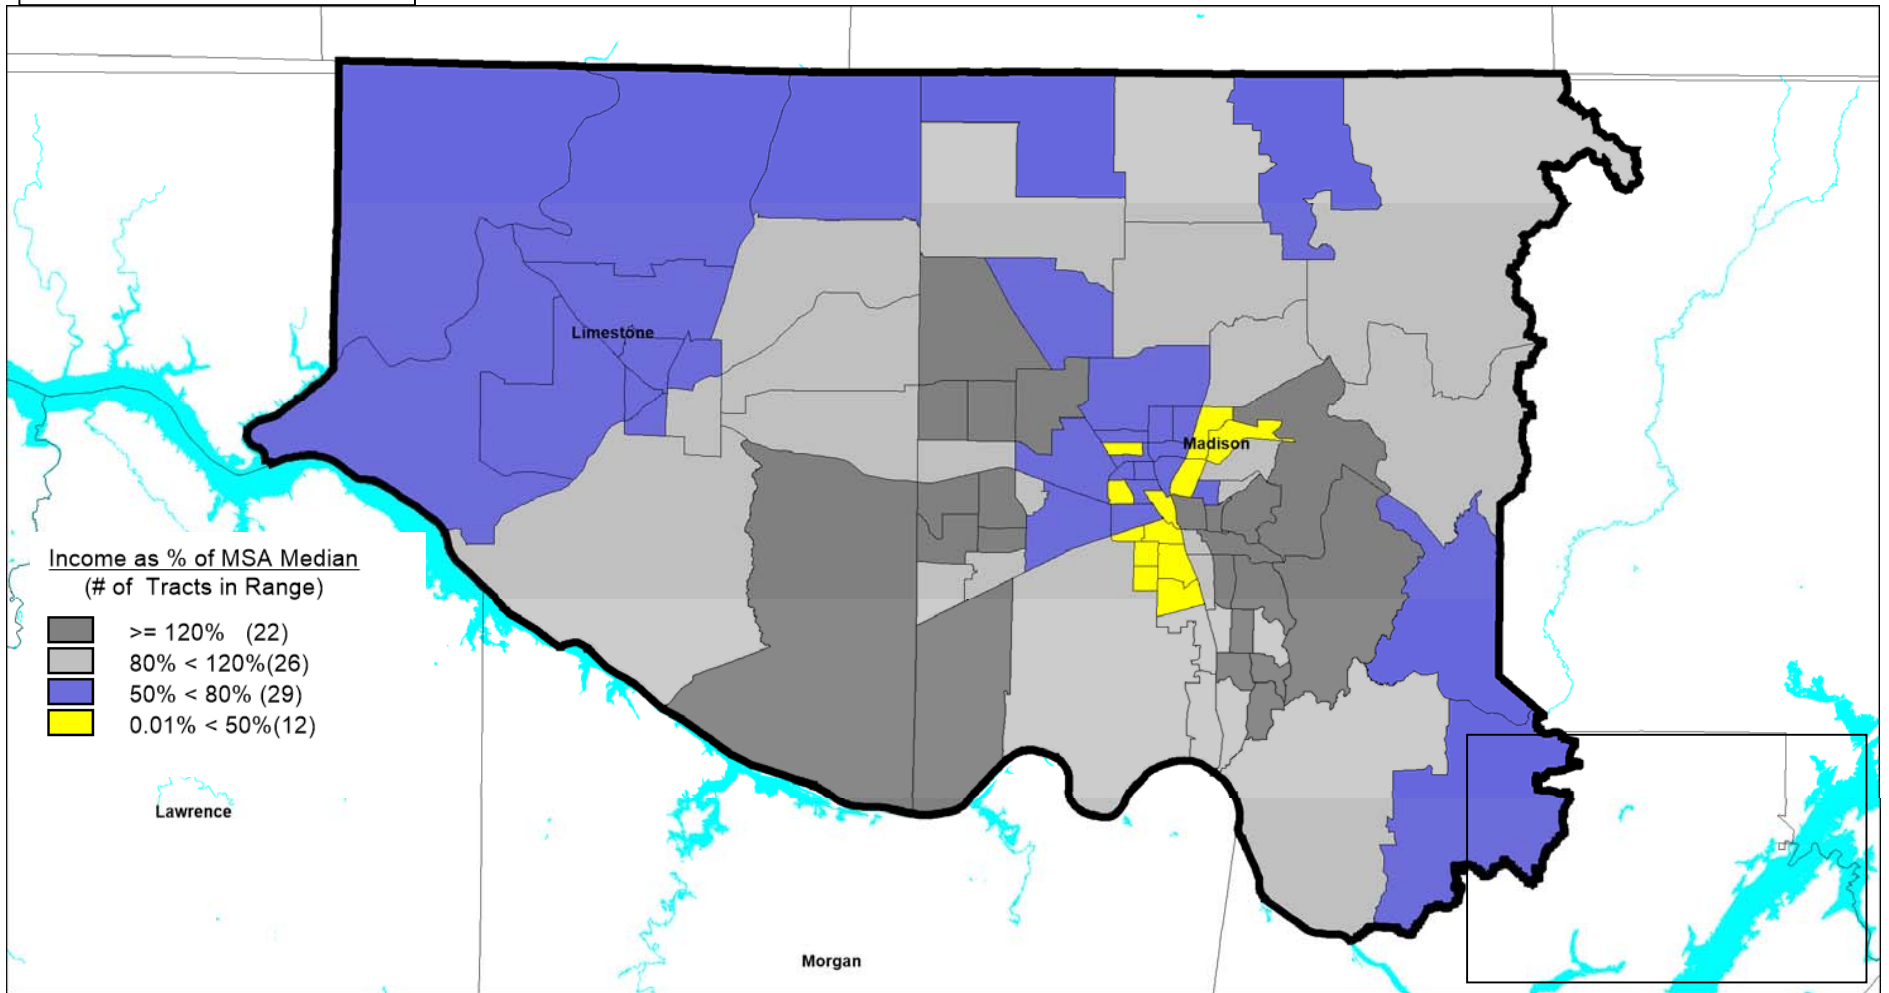 Limestone
Madison
Income as % of MSA Median
(# of Tracts in Range)
>= 120% (22)
80% < 120%(26)
50% < 80% (29)
0.01% < 50%(12)
Lawrence
Morgan